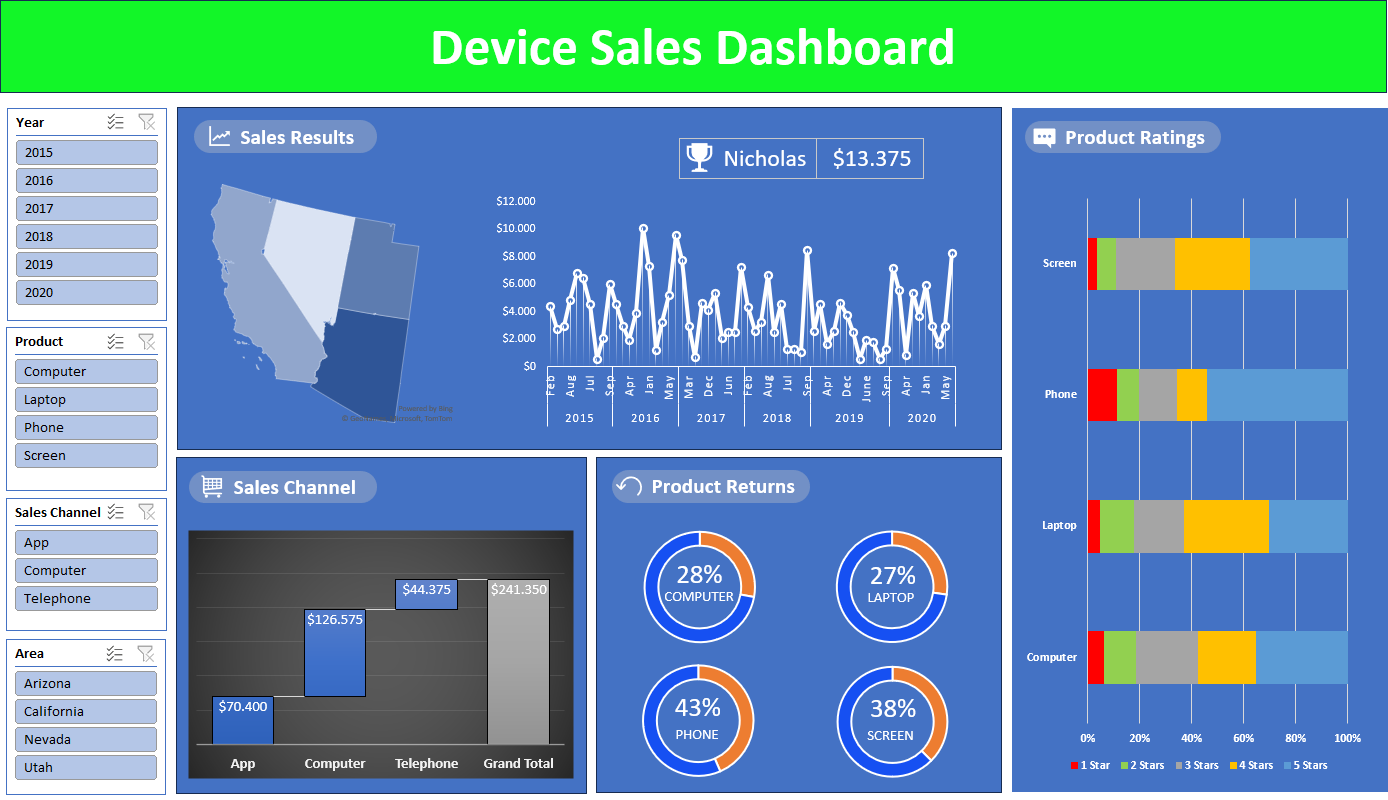 Device Sales Dashboard
Year
2015
2016
2017
2018
2019
2020
Product
Computer
Laptop
Phone
Screen
Sales Channel
App
Computer
Telephone
Area
Arizona
California
Nevada
Utah
Sales Results
Nicholas $13.375
$12.000
$10.000
$8.000
$6.000
$4.000
$2.000
$0
Feb Aug Jul Sep Apr Jan May Mar Dec Jun Feb Aug Jul Sep Apr Dec June Sep Apr Jan May
2015 2016 2017 2018 2019 2020
Powered by Bing
Microsoft, TomTom
Sales Channel
$70.400
$126.575
$44.375
$241.350
App Computer Telephone Grand Total
Product Returns
28%
COMPUTER
27%
LAPTOP
43%
PHONE
38%
SCREEN
Product Ratings
Screen
Phone
Laptop
Computer
0% 20% 40% 60% 80% 100%
1 Star 2 Stars 3 Stars 4 Stars 5 Stars